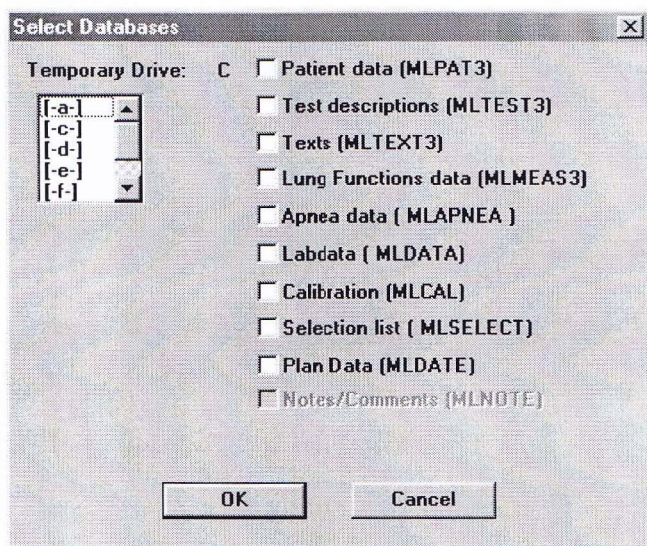 Select Databases
Temporary Drive: C
[-a-]
[-c-]
[-d-]
[-e-]
[-f-]
Patient data (MLPAT3)
Test descriptions (MLTEST3)
Texts (MLTEXT3)
Lung Functions data (MLMEAS3)
Apnea data ( MLAPNEA )
Labdata ( MLDATA)
Calibration (MLCAL)
Selection list ( MLSELECT)
Plan Data (MLDATE)
Notes/Comments (MLNOTE)
OK
Cancel